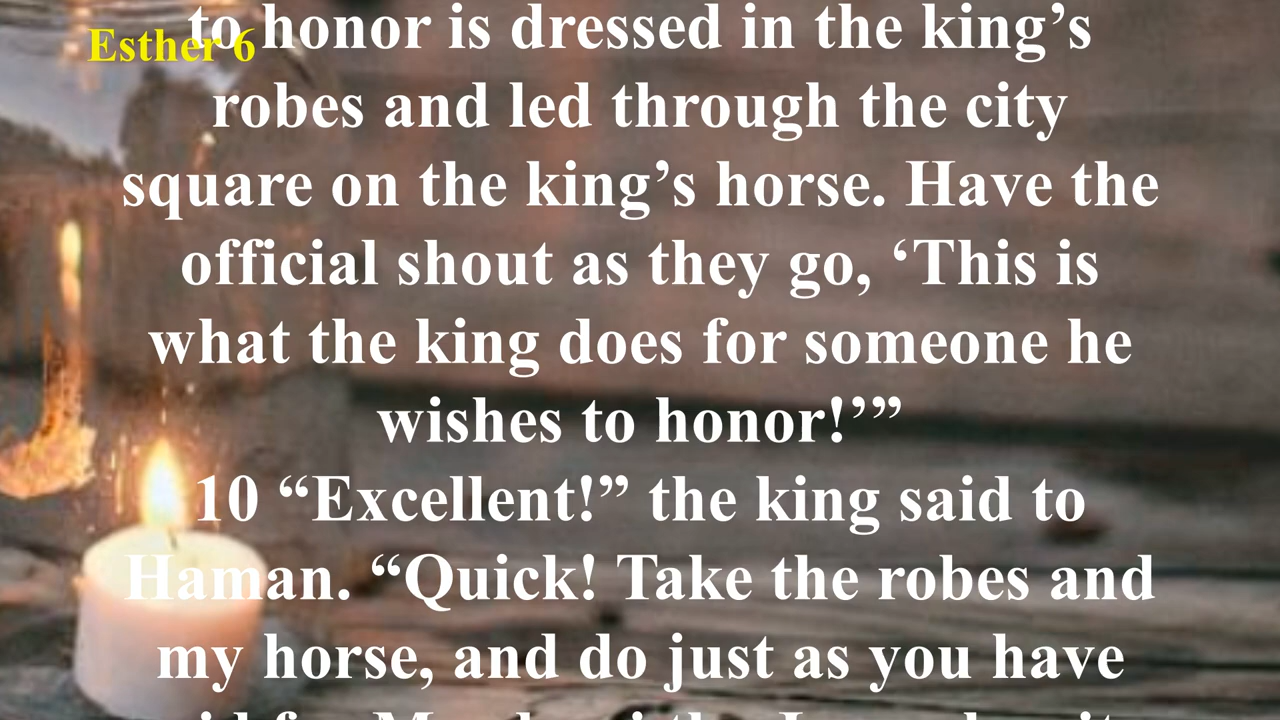 Esther 6
to honor is dressed in the king’s
robes and led through the city
square on the king’s horse. Have the
official shout as they go, ‘This is
what the king does for someone he
wishes to honor!’”
10 “Excellent!” the king said to
Haman. “Quick! Take the robes and
my horse, and do just as you have